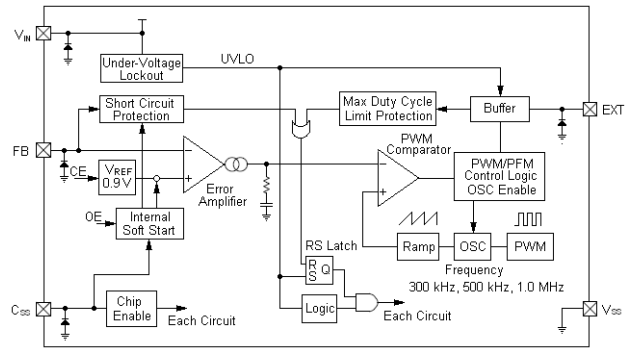 VIN
Under-Voltage
Lockout
UVLO
Short Circuit
Protection
Max Duty Cycle
Limit Protection
Buffer
EXT
FB
CE
VREF
0.9V
Error
Amplifier
PWM
Comparator
PWM/PFM
Control Logic
OSC Enable
OE
Internal
Soft Start
RS Latch
R
S
Q
Ramp
OSC
PWM
Frequency
300 kHz, 500 kHz, 1.0 MHz
CSS
Chip
Enable
Each Circuit
Logic
Each Circuit
VSS